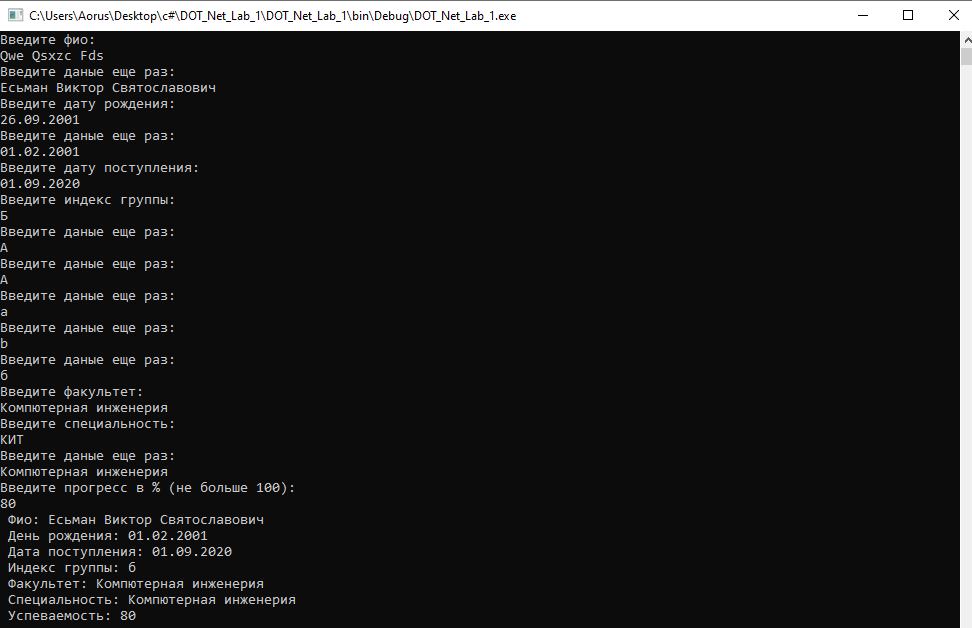 C:\Users\Aorus\Desktop\c#\DOT_Net_Lab_1\DOT_Net_Lab_1\bin\Debug\DOT_Net_Lab_1.exe
Введите фио:
Qwe Qsxzc Fds
Введите даные еще раз:
Есьман Виктор Святославович
Введите дату рождения:
26.09.2001
Введите даные еще раз:
01.02.2001
Введите дату поступления:
01.09.2020
Введите индекс группы:
Б
Введите даные еще раз:
А
Введите даные еще раз:
A
Введите даные еще раз:
а
Введите даные еще раз:
b
Введите даные еще раз:
б
Введите факультет:
Компютерная инженерия
Введите специальность:
КИТ
Введите даные еще раз:
Компютерная инженерия
Введите прогресс в % (не больше 100):
80
Фио: Есьман Виктор Святославович
День рождения: 01.02.2001
Дата поступления: 01.09.2020
Индекс группы: б
Факультет: Компютерная инженерия
Специальность: Компютерная инженерия
Успеваемость: 80